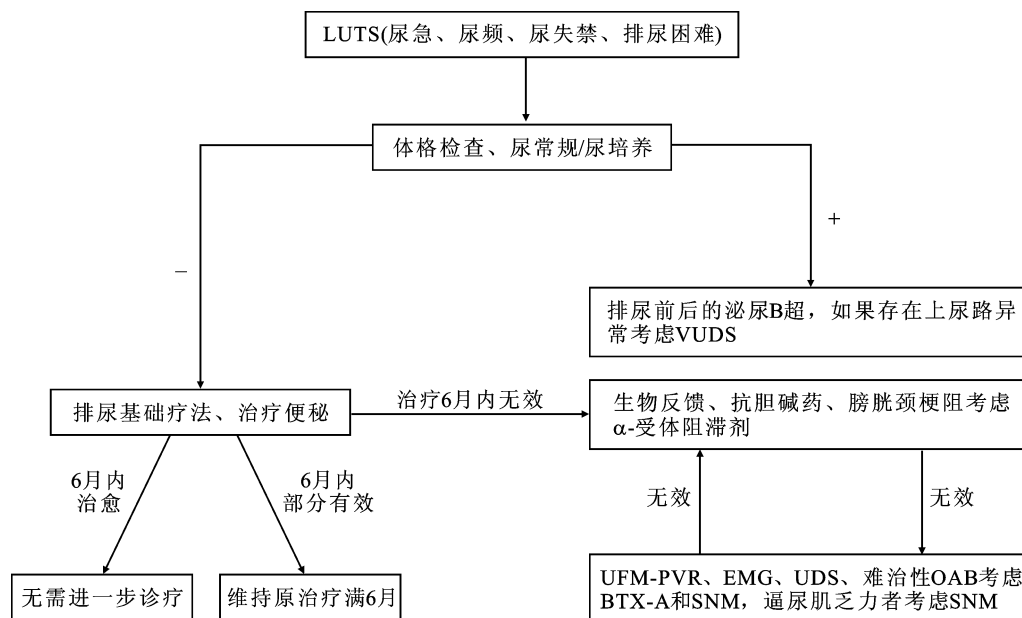 LUTS(尿急、尿频、尿失禁、排尿困难)
体格检查、尿常规/尿培养
+
−
排尿前后的泌尿B超，如果存在上尿路异
常考虑VUDS
排尿基础疗法、治疗便秘
治疗6月内无效
生物反馈、抗胆碱药、膀胱颈梗阻考虑
α-受体阻滞剂
6月内
治愈
6月内
部分有效
无效
无效
无需进一步诊疗
维持原治疗满6月
UFM-PVR、EMG、UDS、难治性OAB考虑
BTX-A和SNM，逼尿肌乏力者考虑SNM